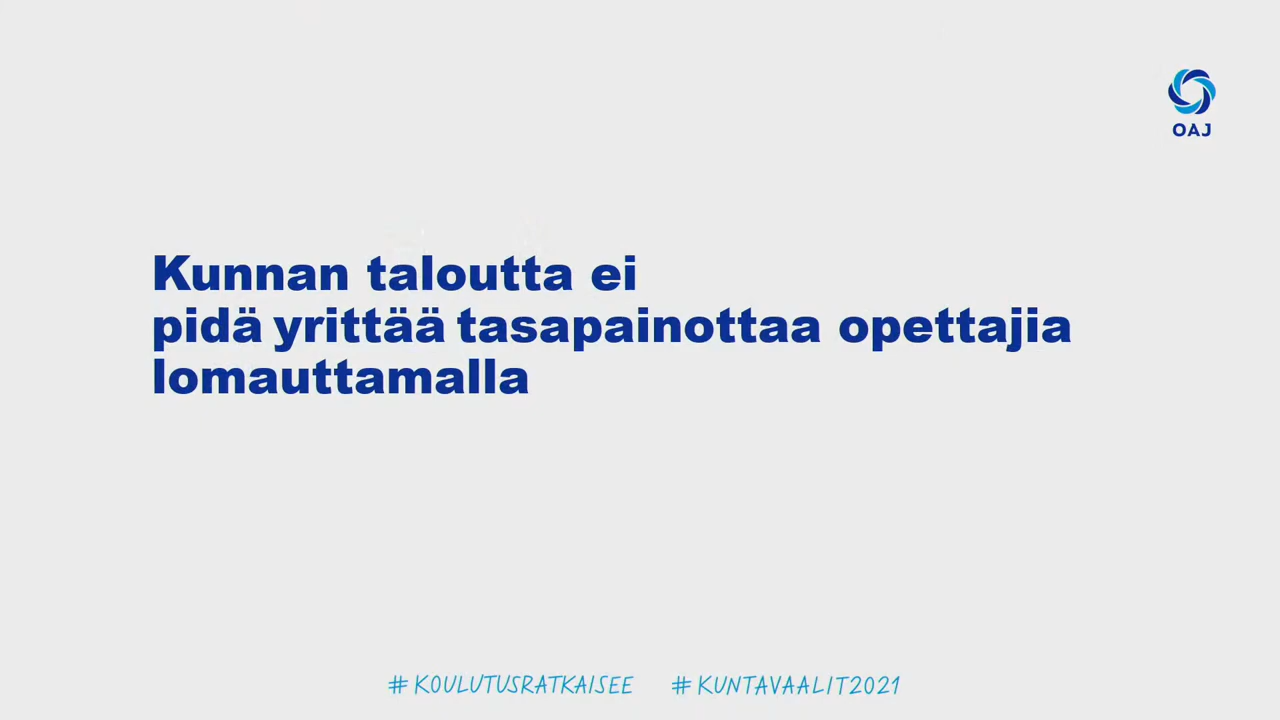 OAJ
Kunnan taloutta ei
pidä yrittää tasapainottaa opettajia
lomauttamalla
#KOULUTUSRATKAISEE #KUNTAVAALIT2021